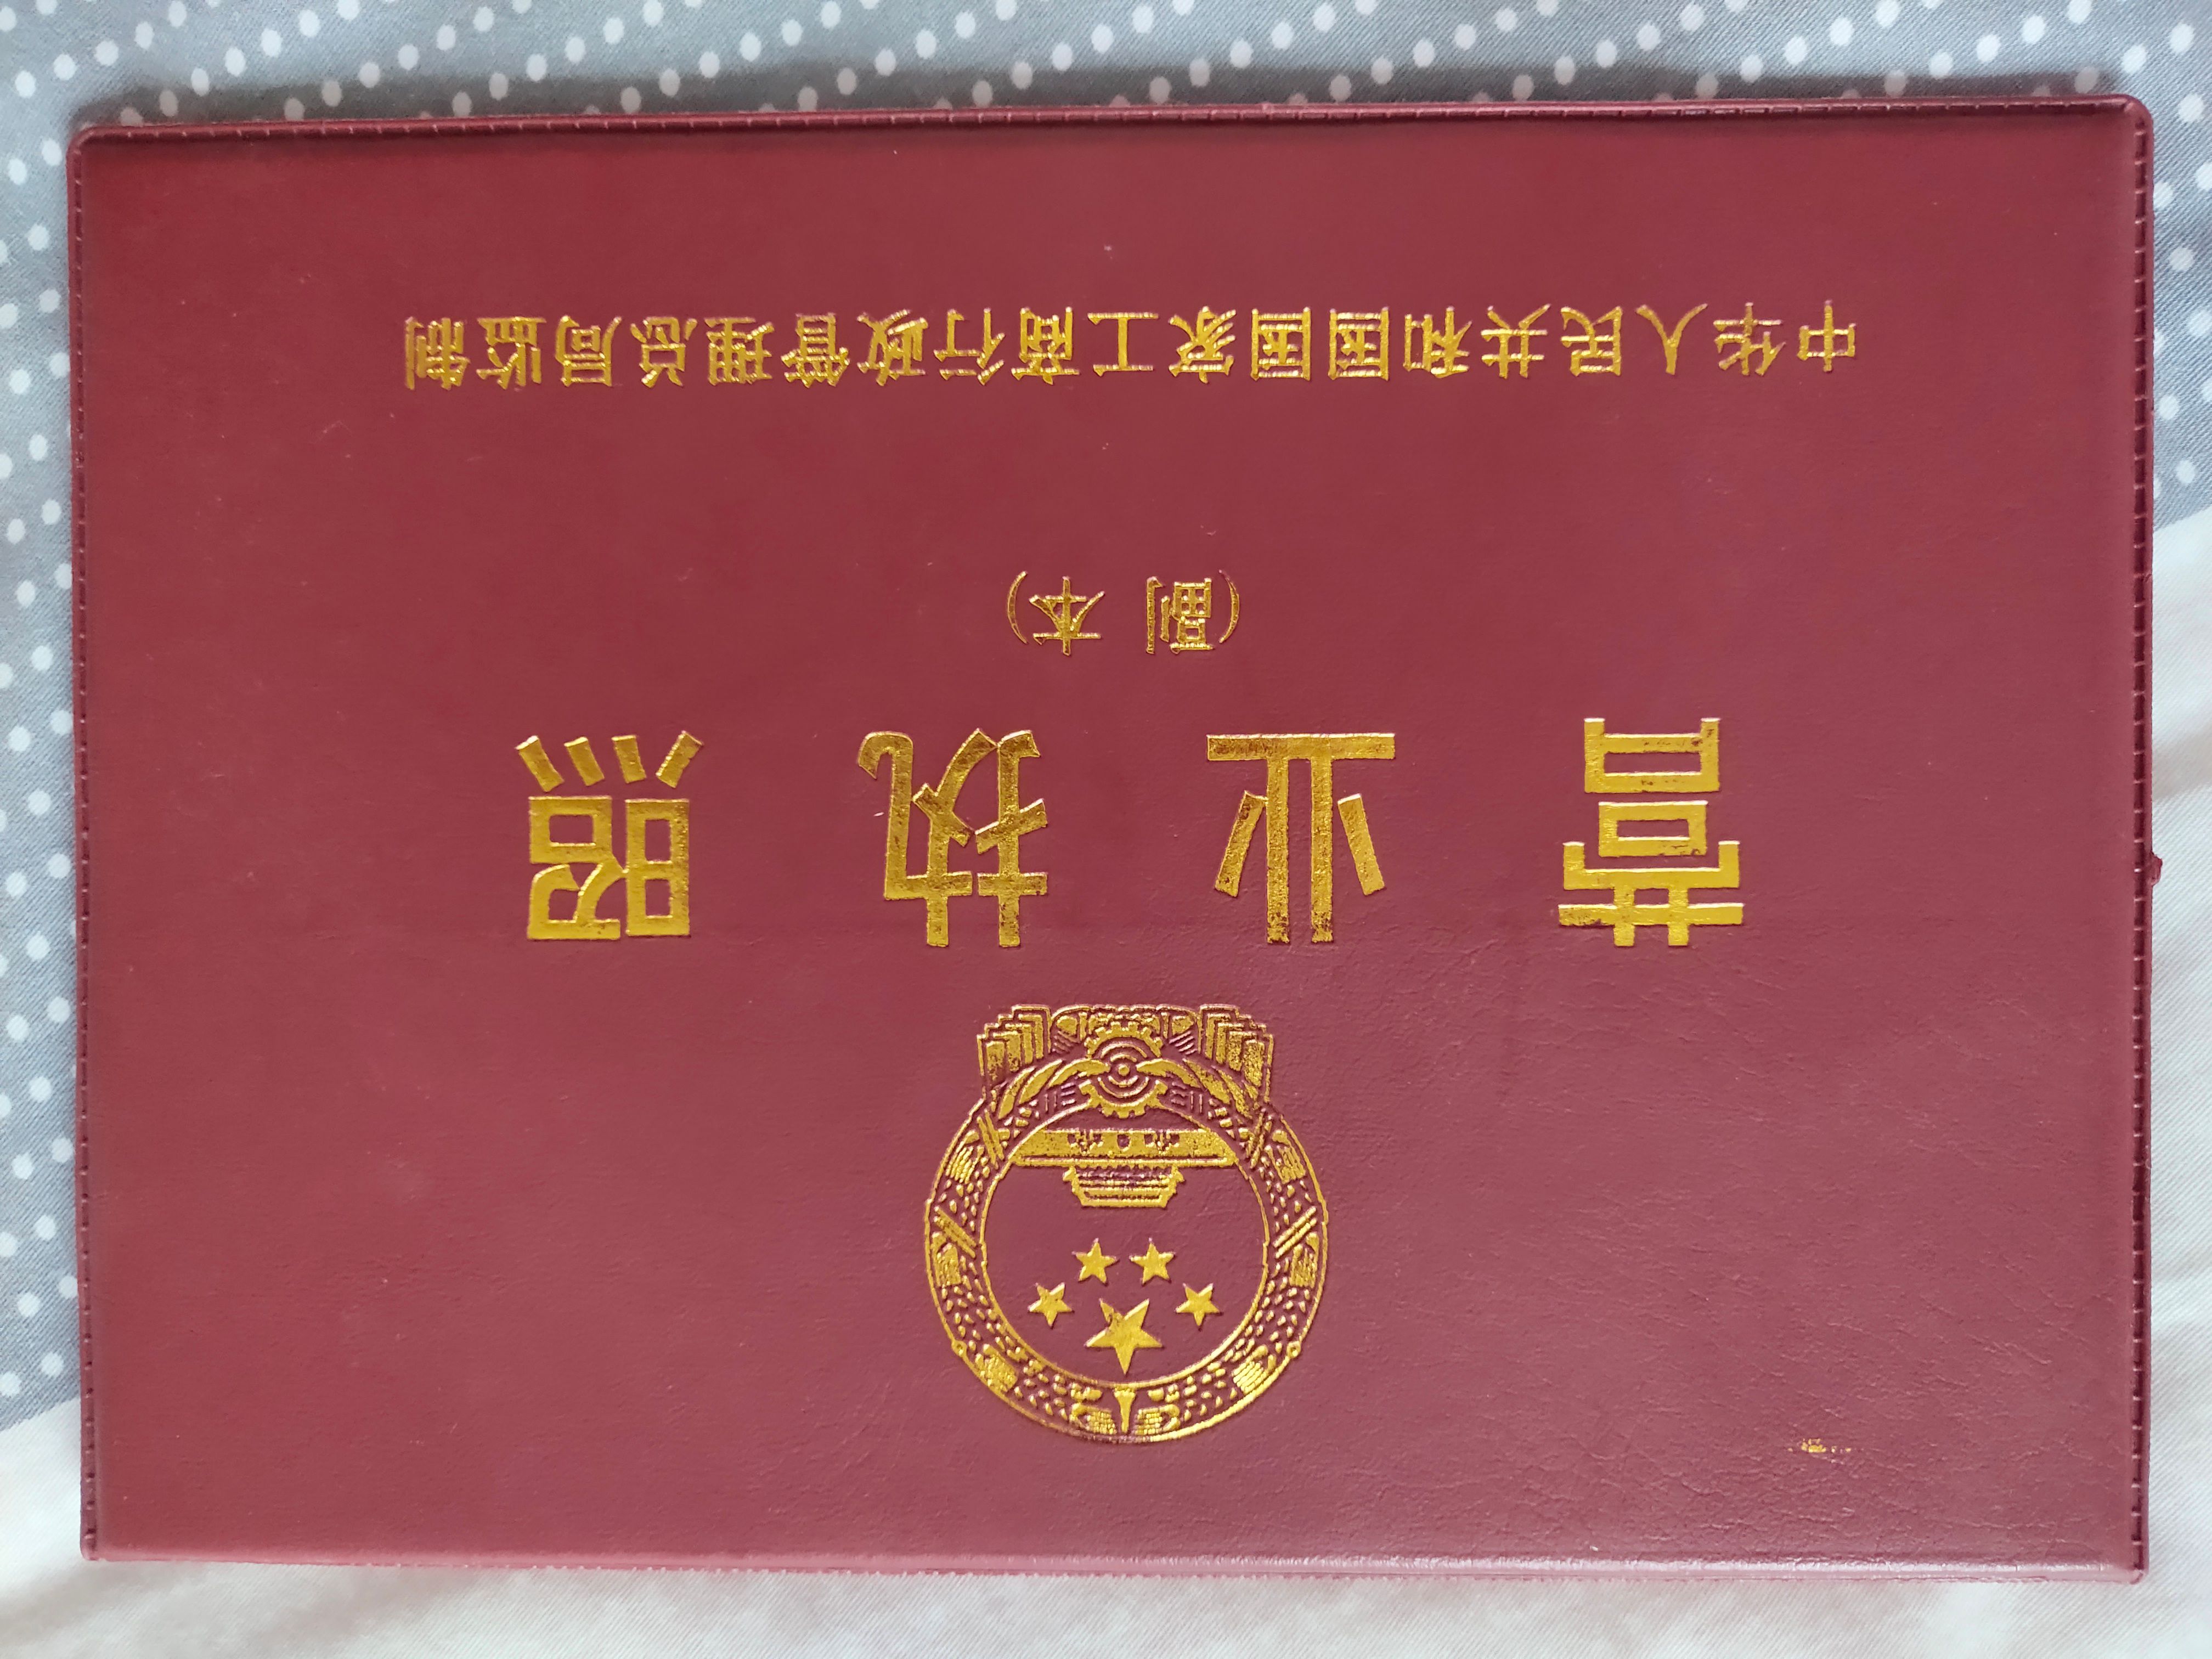 营业执照
(副本)
中华人民共和国国家工商行政管理总局监制